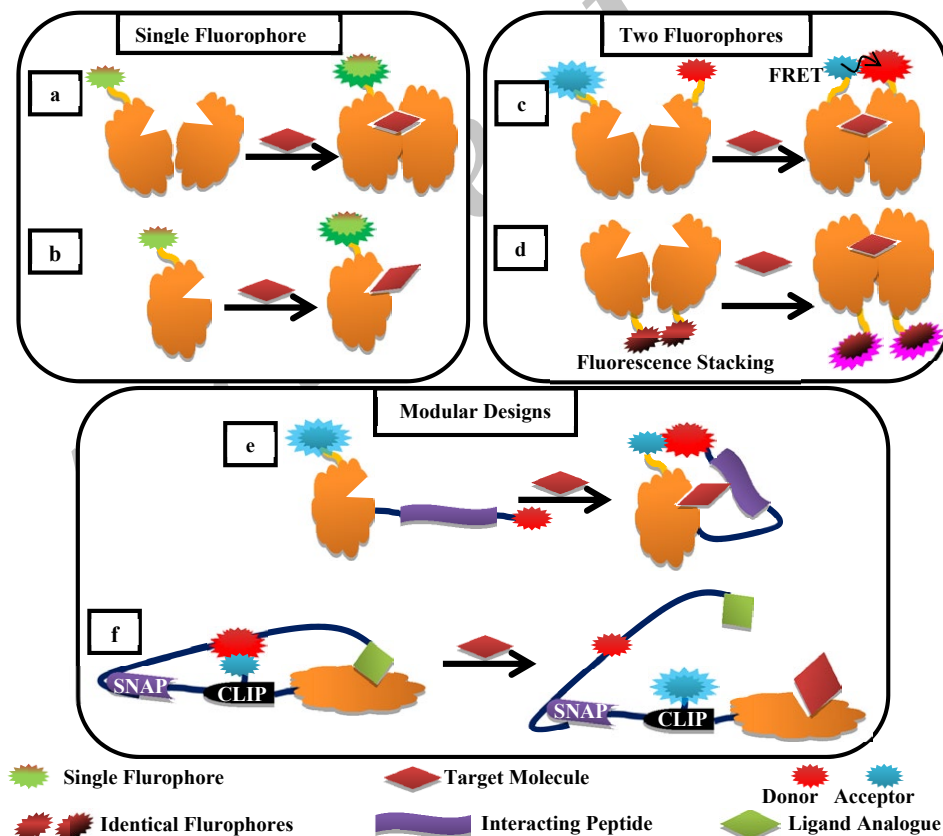 Single Fluorophore
a
b
Two Fluorophores
FRET
c
d
Fluorescence Stacking
Modular Designs
e
f
SNAP
CLIP
SNAP
CLIP
Single Flurophore
Target Molecule
Donor Acceptor
Identical Flurophores
Interacting Peptide
Ligand Analogue